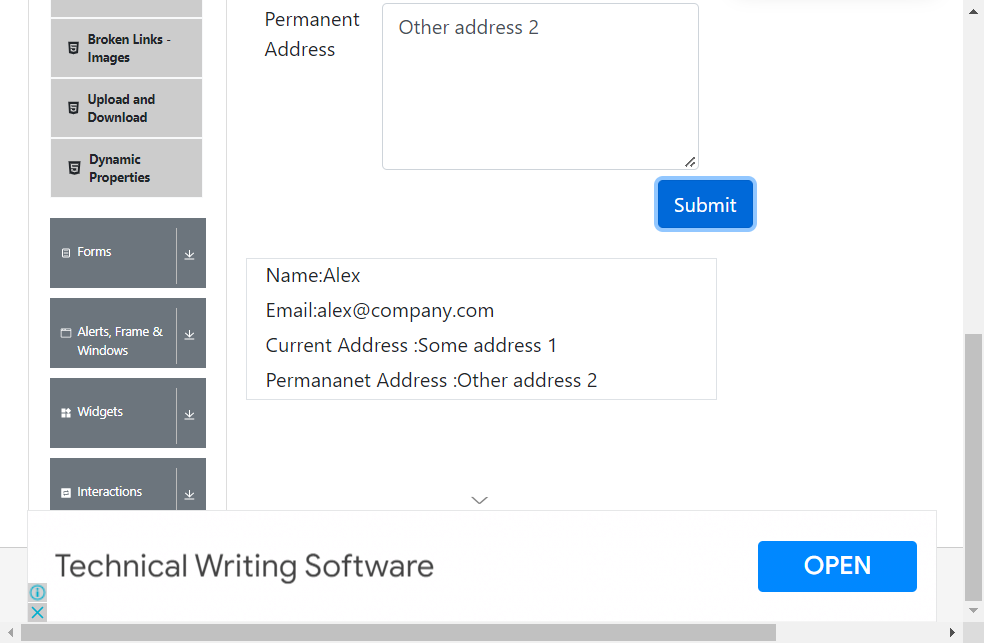 Broken Links -
Images
Upload and
Download
Dynamic
Properties
Forms
Alerts, Frame &
Windows
Widgets
Interactions
Permanent
Address
Other address 2
Submit
Name:Alex
Email:alex@company.com
Current Address :Some address 1
Permananet Address :Other address 2
Technical Writing Software
OPEN